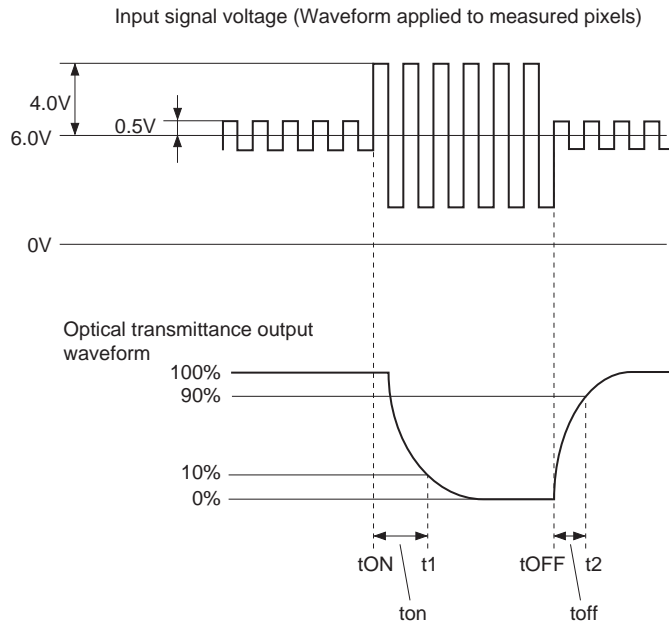 Input signal voltage (Waveform applied to measured pixels)
4.0V
0.5V
6.0V
0V
Optical transmittance output
waveform
100%
90%
10%
0%
tON t1 tOFF t2
ton toff